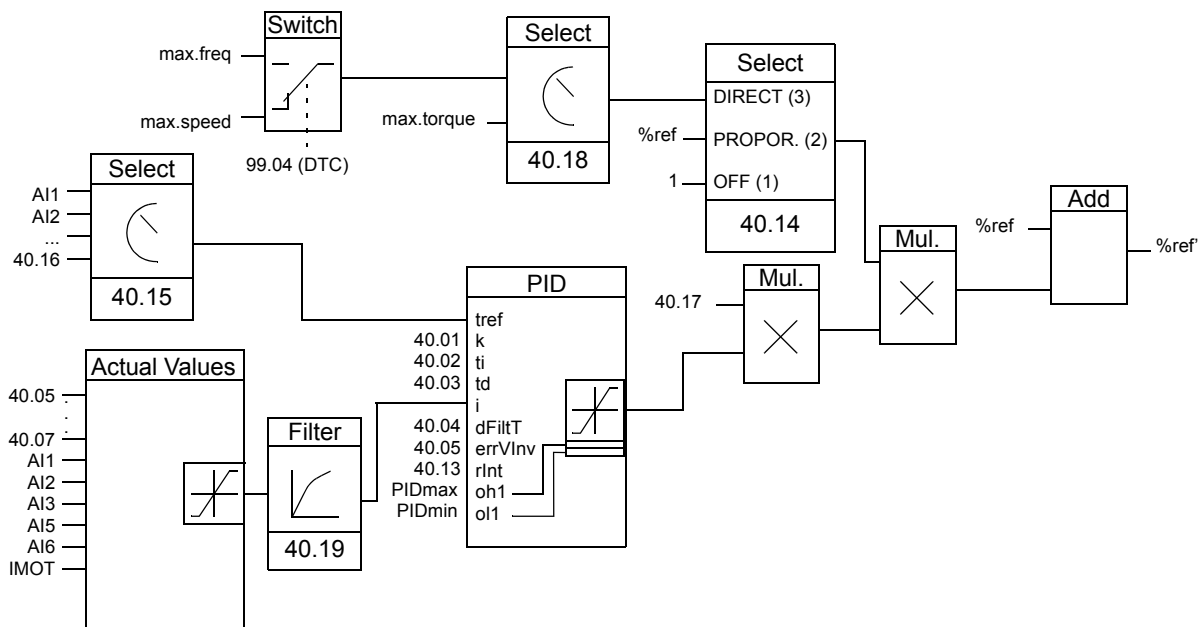 Switch
max.freq
max.speed
99.04 (DTC)
Select
max.torque
40.18
Select
DIRECT (3)
%ref
PROPOR. (2)
1
OFF (1)
40.14
Select
AI1
AI2
...
40.16
40.15
Mul.
Add
%ref
%ref'
Mul.
40.17
PID
tref
40.01
k
40.02
ti
40.03
td
i
40.04
dFiltT
40.05
errVInv
40.13
rInt
PIDmax
oh1
PIDmin
ol1
Actual Values
40.05
.
.
40.07
AI1
AI2
AI3
AI5
AI6
IMOT
Filter
40.19